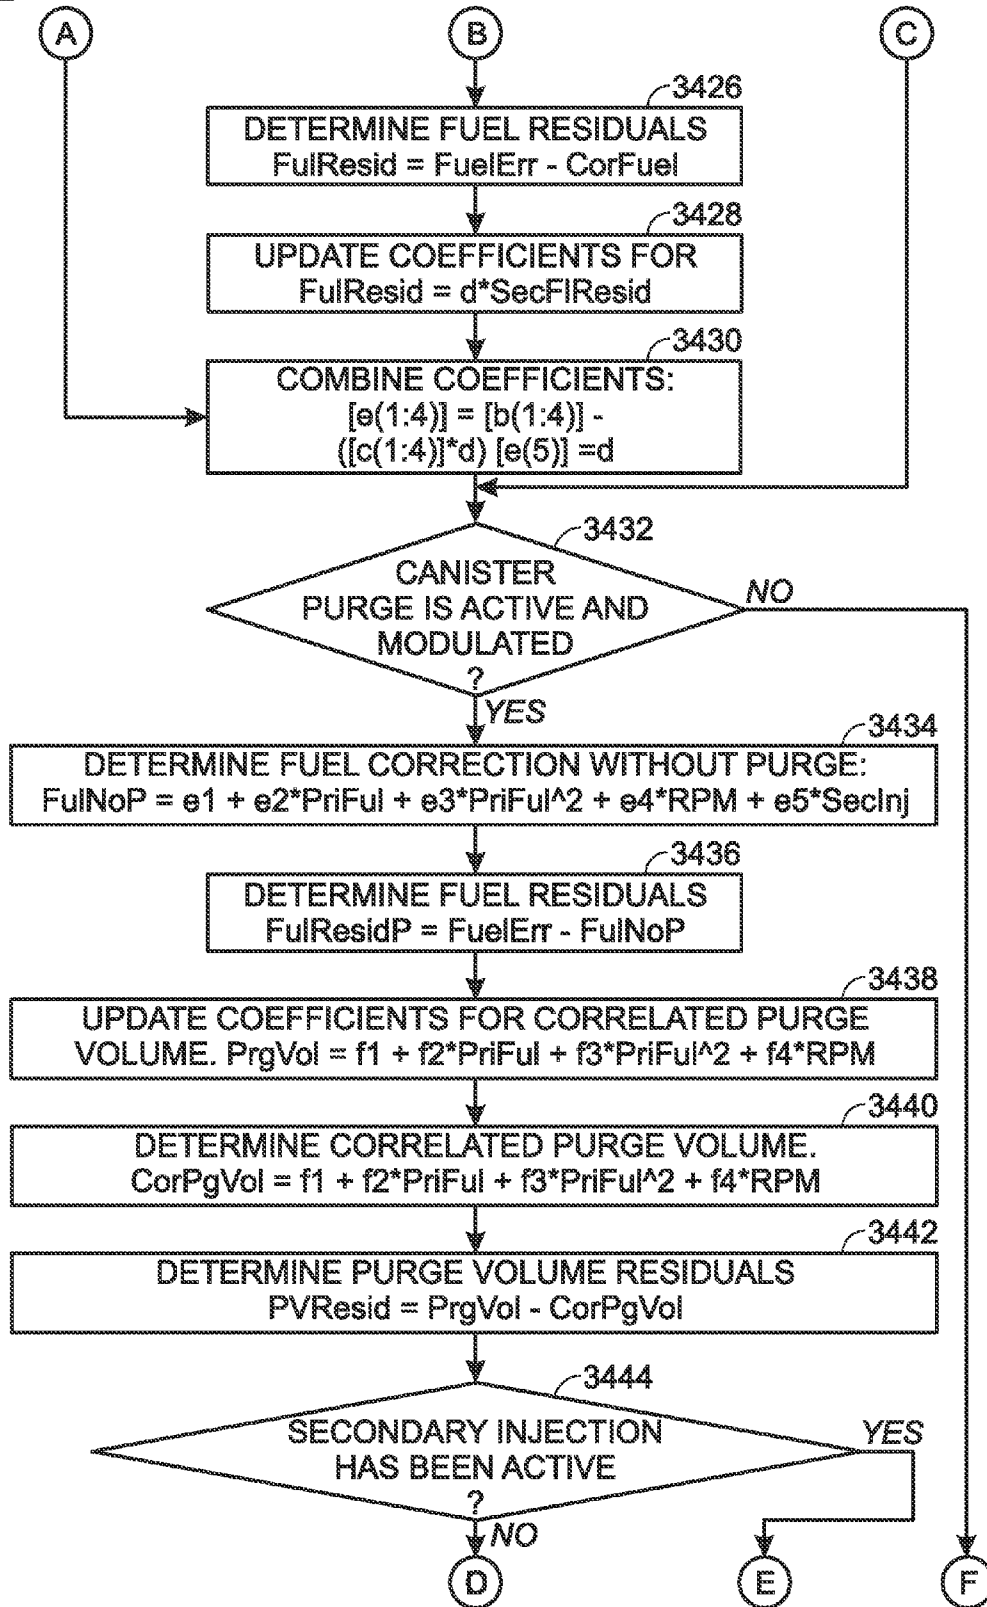 A
B
C
3426
DETERMINE FUEL RESIDUALS
FulResid = FuelErr - CorFuel
3428
UPDATE COEFFICIENTS FOR
FulResid = d*SecFlResid
3430
COMBINE COEFFICIENTS:
[e(1:4)] = [b(1:4)] -
([c(1:4)]*d) [e(5)] =d
3432
CANISTER
PURGE IS ACTIVE AND
MODULATED
?
NO
YES
3434
DETERMINE FUEL CORRECTION WITHOUT PURGE:
FulNoP = e1 + e2*PriFul + e3*PriFul^2 + e4*RPM + e5*SecInj
3436
DETERMINE FUEL RESIDUALS
FulResidP = FuelErr - FulNoP
3438
UPDATE COEFFICIENTS FOR CORRELATED PURGE
VOLUME. PrgVol = f1 + f2*PriFul + f3*PriFul^2 + f4*RPM
3440
DETERMINE CORRELATED PURGE VOLUME.
CorPgVol = f1 + f2*PriFul + f3*PriFul^2 + f4*RPM
3442
DETERMINE PURGE VOLUME RESIDUALS
PVResid = PrgVol - CorPgVol
3444
SECONDARY INJECTION
HAS BEEN ACTIVE
?
YES
NO
D
E
F